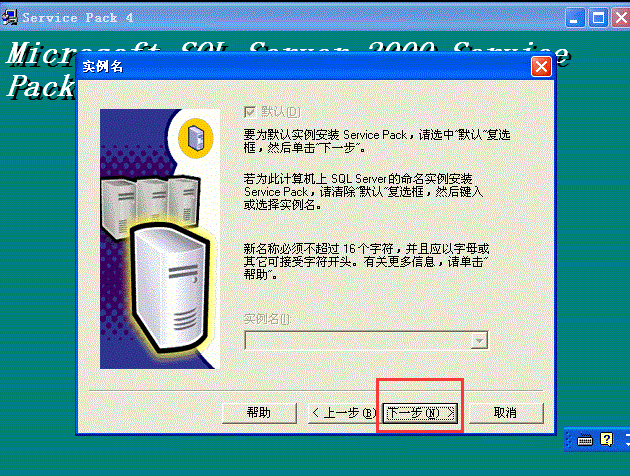 Service Pack 4
Microsoft SQL Server 2000 Service
Pack
实例名
默认(D)
要为默认实例安装 Service Pack，请选中"默认"复选
框，然后单击"下一步"。
若为此计算机上 SQL Server的命名实例安装
Service Pack，请清除"默认"复选框，然后键入
或选择实例名。
新名称必须不超过 16个字符，并且应以字母或
其它可接受字符开头。有关更多信息，请单击"
帮助"。
实例名(I):
帮助
< 上一步(B)
下一步(N) >
取消